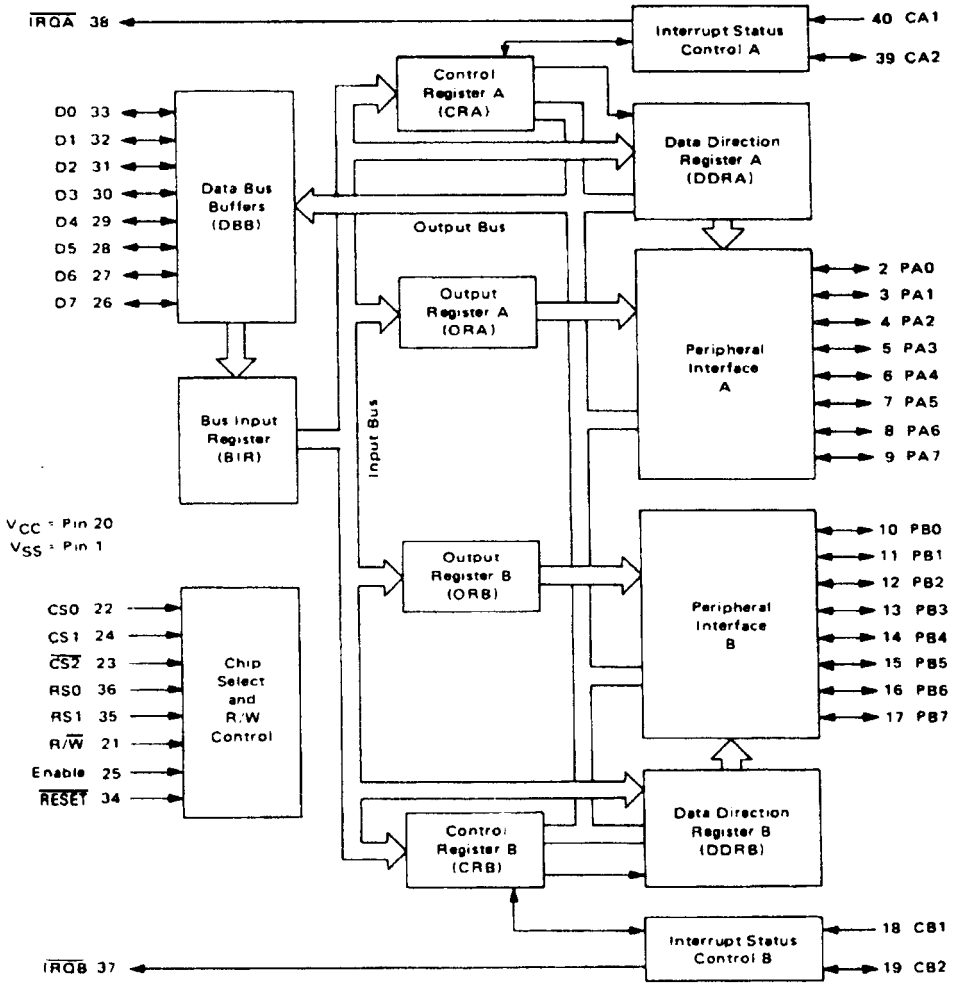 IRQA 38
Interrupt Status
Control A
40 CA1
39 CA2
Control
Register A
(CRA)
D0 33
D1 32
D2 31
D3 30
D4 29
D5 28
D6 27
D7 26
Data Bus
Buffers
(DBB)
Data Direction
Register A
(DDRA)
Output Bus
Output
Register A
(ORA)
Peripheral
Interface
A
2 PA0
3 PA1
4 PA2
5 PA3
6 PA4
7 PA5
8 PA6
9 PA7
Bus Input
Register
(BIR)
Input Bus
VCC = Pin 20
VSS = Pin 1
Output
Register B
(ORB)
Peripheral
Interface
B
10 PB0
11 PB1
12 PB2
13 PB3
14 PB4
15 PB5
16 PB6
17 PB7
CS0 22
CS1 24
CS2 23
RS0 36
RS1 35
R/W 21
Enable 25
RESET 34
Chip
Select
and
R/W
Control
Control
Register B
(CRB)
Data Direction
Register B
(DDRB)
Interrupt Status
Control B
18 CB1
19 CB2
IRQB 37